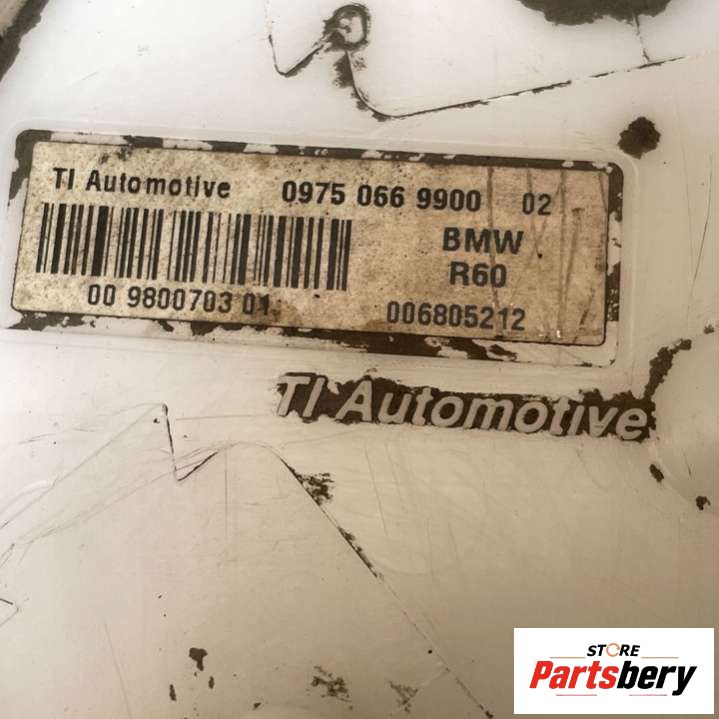 TI Automotive 0975 066 9900 02
BMW
R60
00 9800703 01 006805212
TI Automotive
STORE
Partsbery